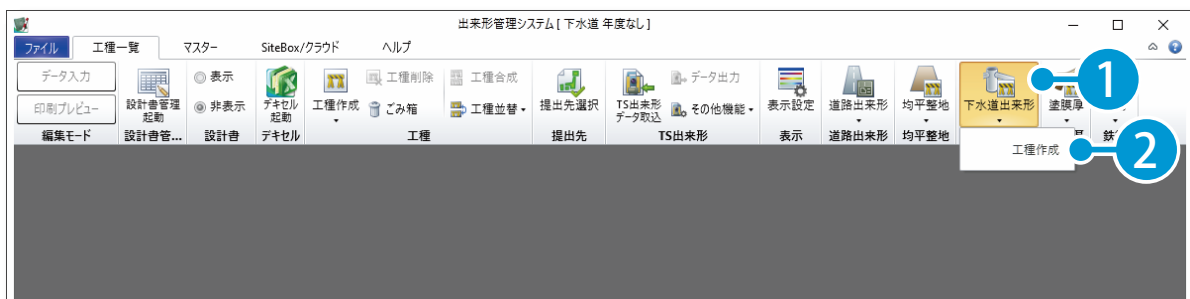 出来形管理システム [ 下水道 年度なし ]
ファイル 工種一覧 マスター SiteBox/クラウド ヘルプ
データ入力
印刷プレビュー
編集モード
設計書管理
起動
設計書管...
表示
非表示
設計書
デキセル
起動
デキセル
工種作成
工種削除
ごみ箱
工種合成
工種並替
工種
提出先選択
提出先
TS出来形
データ取込
データ出力
その他機能
TS出来形
表示設定
表示
道路出来形
道路出来形
均平整地
均平整地
下水道出来形
塗膜厚
1
工種作成
2